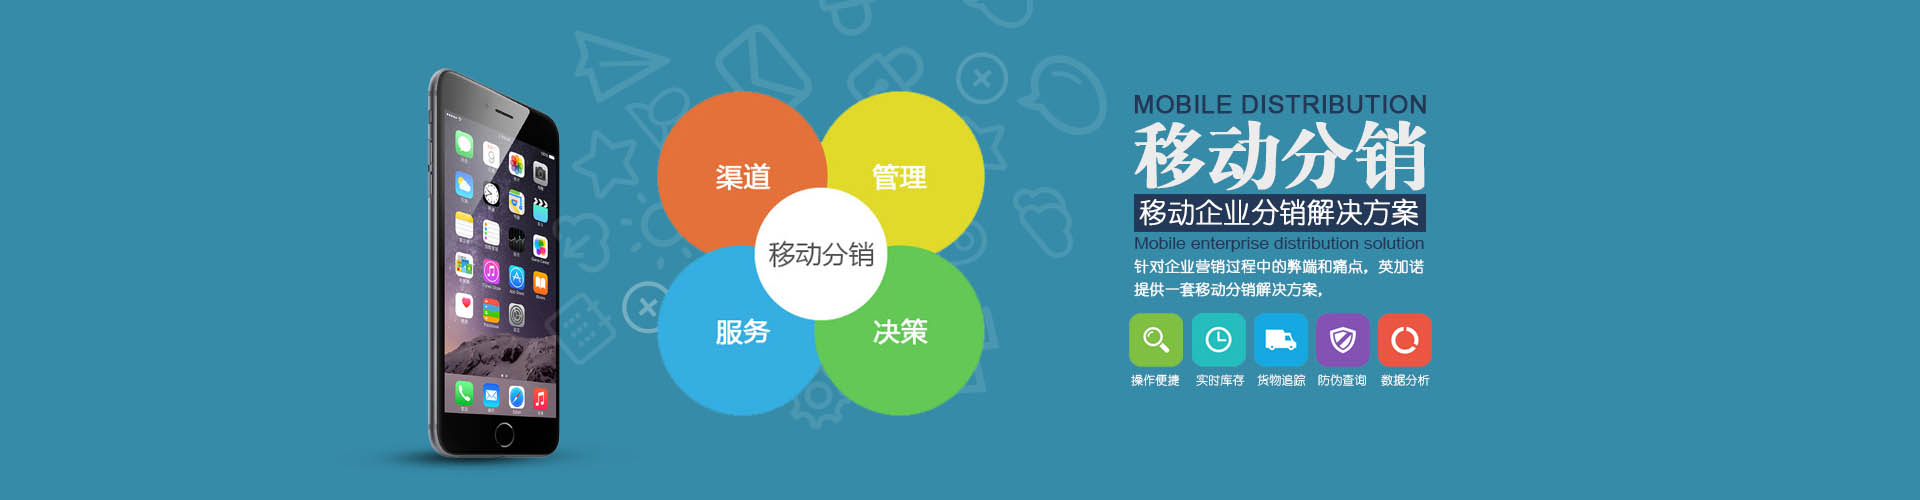 渠道
管理
移动分销
服务
决策
MOBILE DISTRIBUTION
移动分销
移动企业分销解决方案
Mobile enterprise distribution solution
针对企业营销过程中的弊端和痛点，英加诺
提供一套移动分销解决方案，
操作便捷
实时库存
货物追踪
防伪查询
数据分析